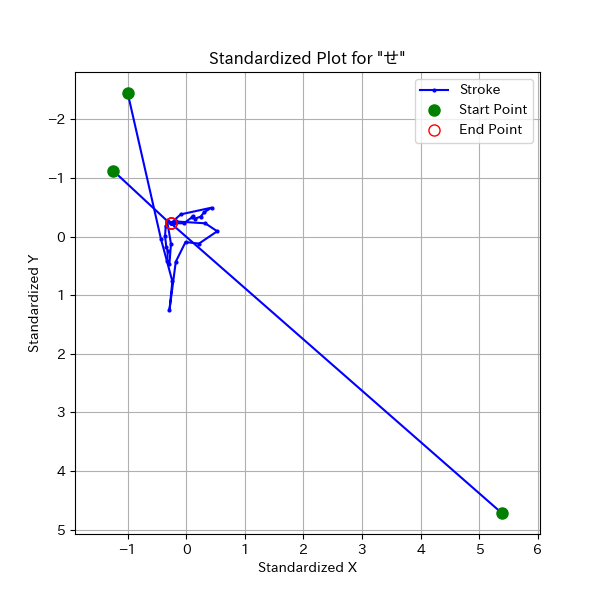 Standardized Plot for "せ"
Stroke
Start Point
End Point
−2
−1
0
1
2
3
4
5
Standardized Y
−1 0 1 2 3 4 5 6
Standardized X